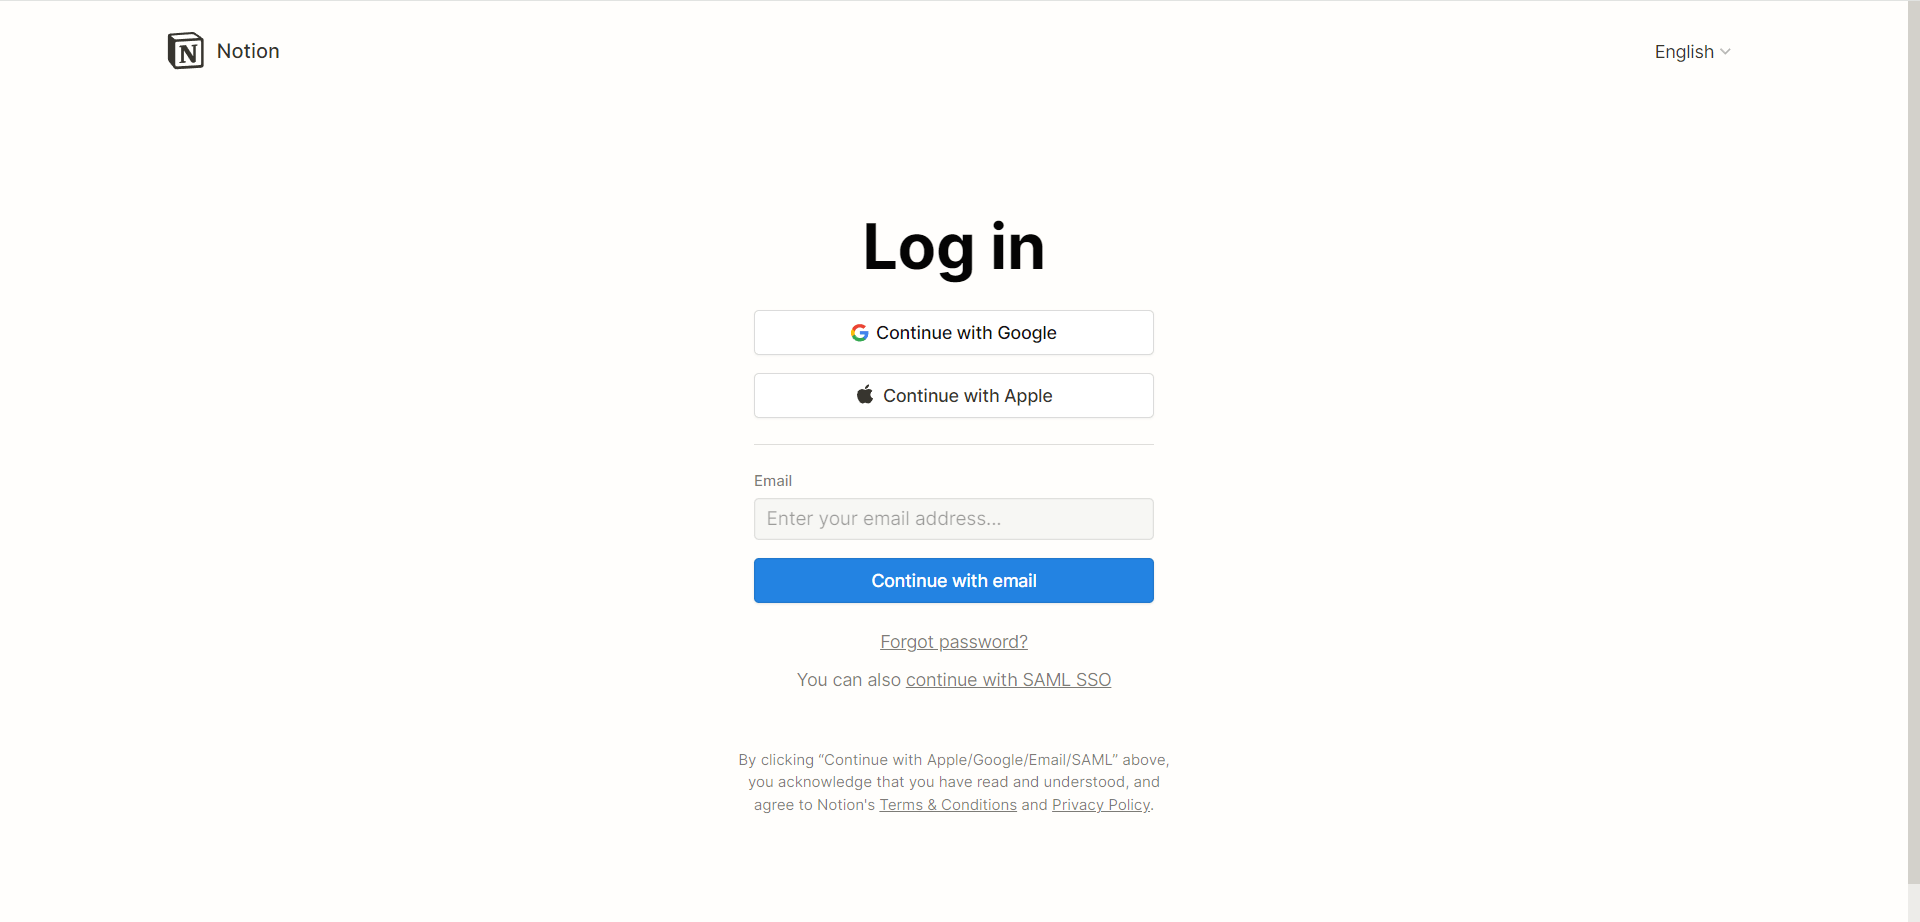 Notion
English
Log in
Continue with Google
Continue with Apple
Email
Enter your email address...
Continue with email
Forgot password?
You can also continue with SAML SSO
By clicking “Continue with Apple/Google/Email/SAML” above,
you acknowledge that you have read and understood, and
agree to Notion's Terms & Conditions and Privacy Policy.